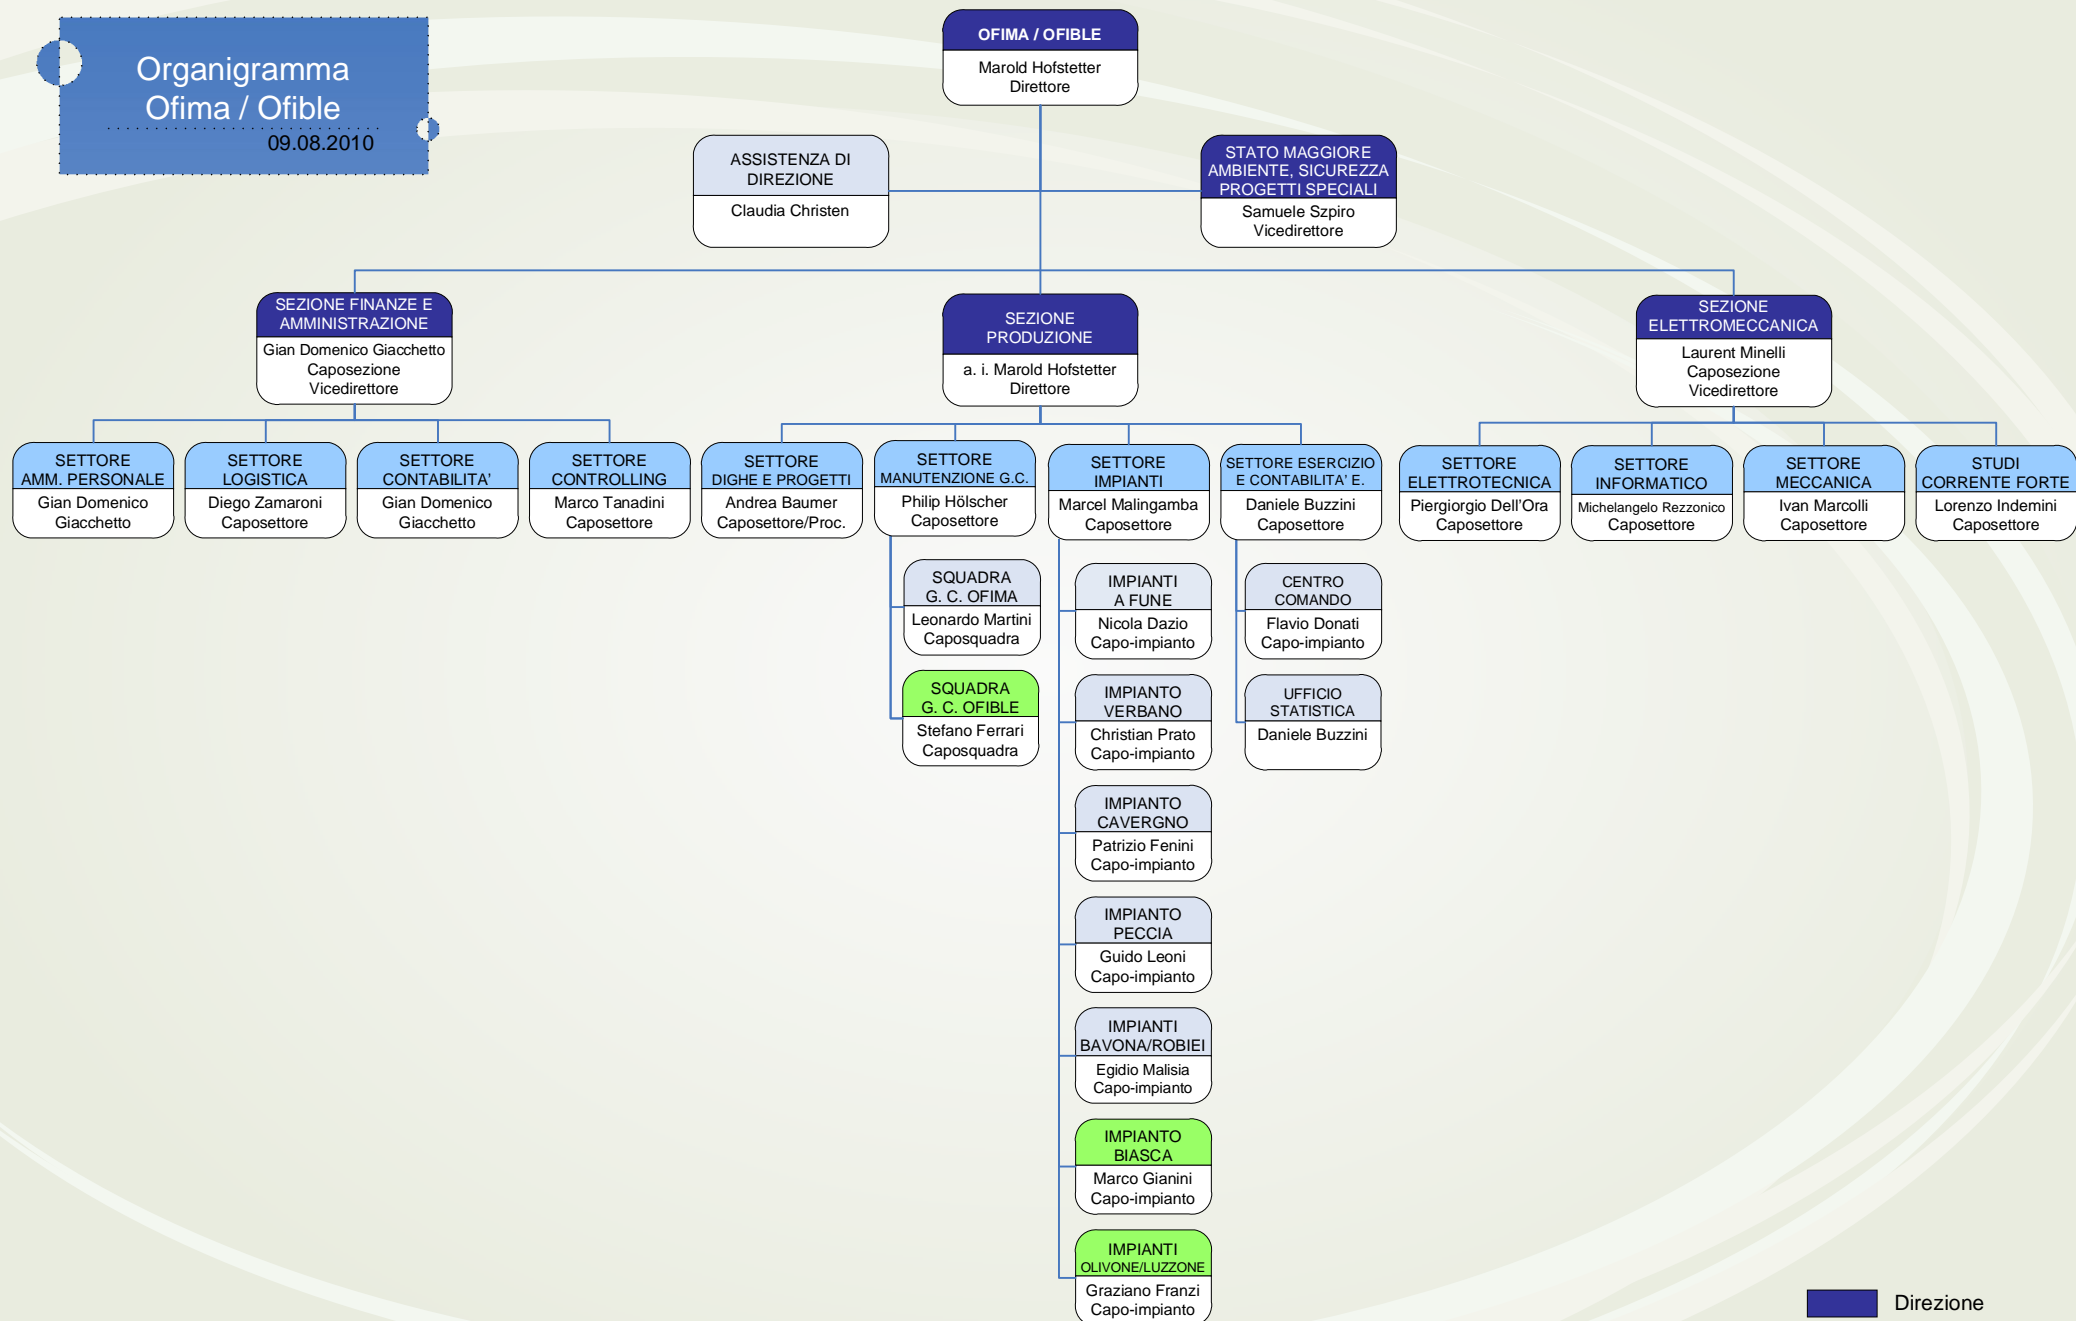 Organigramma
Ofima / Ofible
09.08.2010
OFIMA / OFIBLE
Marold Hofstetter
Direttore
ASSISTENZA DI
DIREZIONE
Claudia Christen
STATO MAGGIORE
AMBIENTE, SICUREZZA
PROGETTI SPECIALI
Samuele Szpiro
Vicedirettore
SEZIONE FINANZE E
AMMINISTRAZIONE
Gian Domenico Giacchetto
Caposezione
Vicedirettore
SEZIONE
PRODUZIONE
a. i. Marold Hofstetter
Direttore
SEZIONE
ELETTROMECCANICA
Laurent Minelli
Caposezione
Vicedirettore
SETTORE
AMM. PERSONALE
Gian Domenico
Giacchetto
SETTORE
LOGISTICA
Diego Zamaroni
Caposettore
SETTORE
CONTABILITA'
Gian Domenico
Giacchetto
SETTORE
CONTROLLING
Marco Tanadini
Caposettore
SETTORE
DIGHE E PROGETTI
Andrea Baumer
Caposettore/Proc.
SETTORE
MANUTENZIONE G.C.
Philip Hölscher
Caposettore
SETTORE
IMPIANTI
Marcel Malingamba
Caposettore
SETTORE ESERCIZIO
E CONTABILITA' E.
Daniele Buzzini
Caposettore
SETTORE
ELETTROTECNICA
Piergiorgio Dell'Ora
Caposettore
SETTORE
INFORMATICO
Michelangelo Rezzonico
Caposettore
SETTORE
MECCANICA
Ivan Marcolli
Caposettore
STUDI
CORRENTE FORTE
Lorenzo Indemini
Caposettore
SQUADRA
G. C. OFIMA
Leonardo Martini
Caposquadra
SQUADRA
G. C. OFIBLE
Stefano Ferrari
Caposquadra
IMPIANTI
A FUNE
Nicola Dazio
Capo-impianto
IMPIANTO
VERBANO
Christian Prato
Capo-impianto
IMPIANTO
CAVERGNO
Patrizio Fenini
Capo-impianto
IMPIANTO
PECCIA
Guido Leoni
Capo-impianto
IMPIANTI
BAVONA/ROBIEI
Egidio Malisia
Capo-impianto
IMPIANTO
BIASCA
Marco Gianini
Capo-impianto
IMPIANTI
OLIVONE/LUZZONE
Graziano Franzi
Capo-impianto
CENTRO
COMANDO
Flavio Donati
Capo-impianto
UFFICIO
STATISTICA
Daniele Buzzini
Direzione